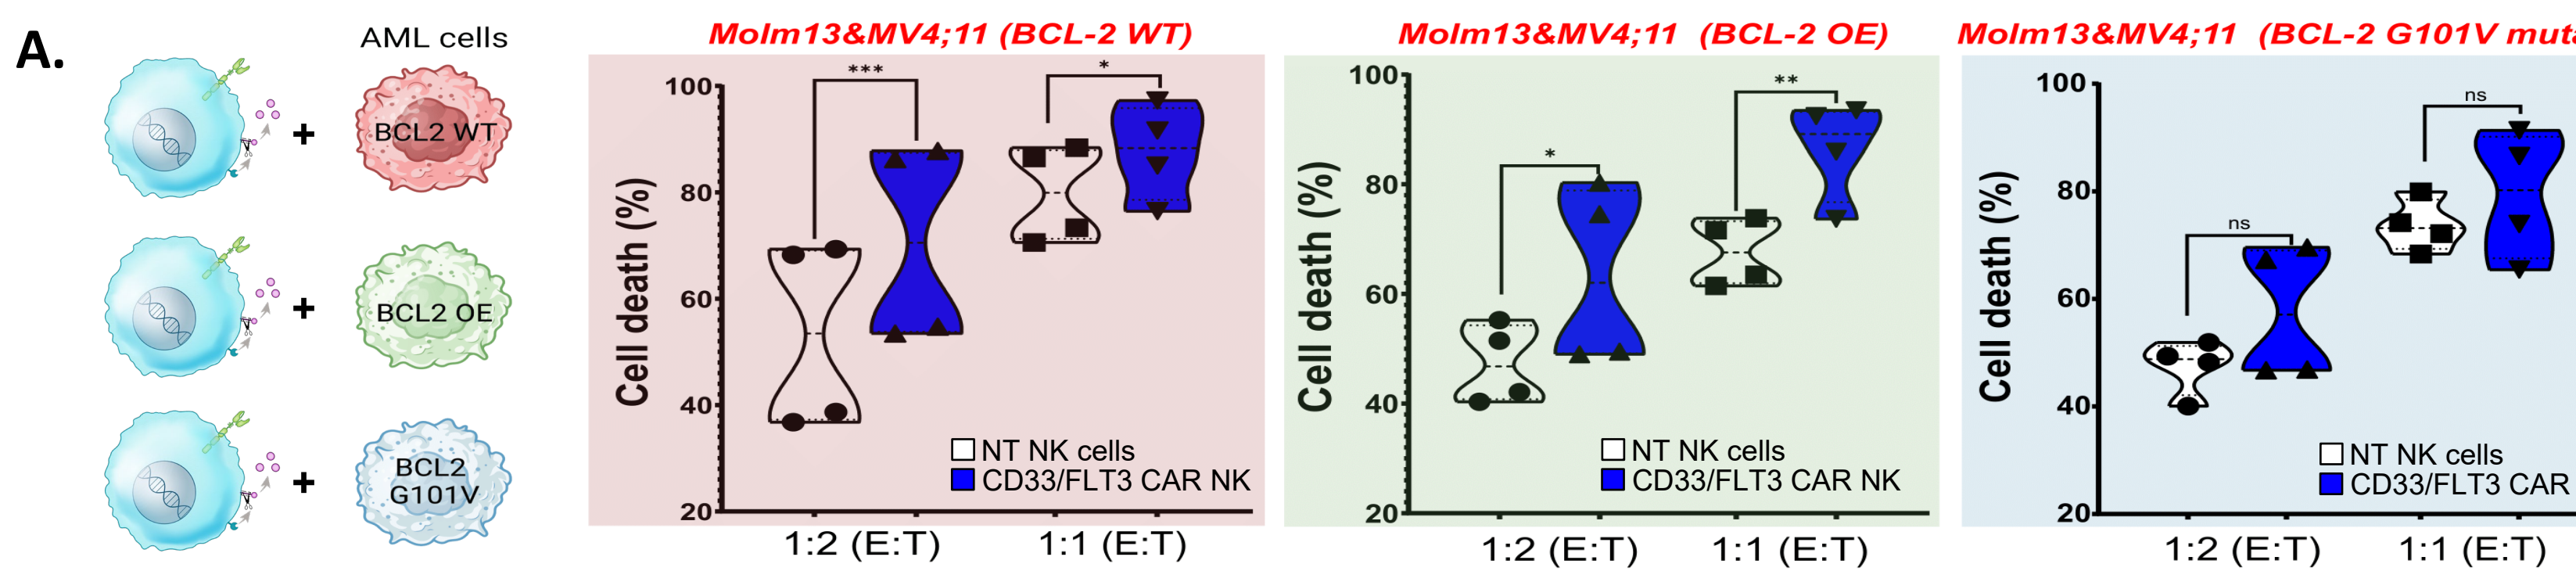 A.
AML cells
BCL2 WT
BCL2 OE
BCL2
G101V
Molm13&MV4;11 (BCL-2 WT)
Cell death (%)
100
80
60
40
20
***
*
NT NK cells
CD33/FLT3 CAR NK
1:2 (E:T)
1:1 (E:T)
Molm13&MV4;11 (BCL-2 OE)
Cell death (%)
100
80
60
40
20
*
**
NT NK cells
CD33/FLT3 CAR NK
1:2 (E:T)
1:1 (E:T)
Molm13&MV4;11 (BCL-2 G101V muta
Cell death (%)
100
80
60
40
20
ns
ns
NT NK cells
CD33/FLT3 CAR
1:2 (E:T)
1:1 (E:T)